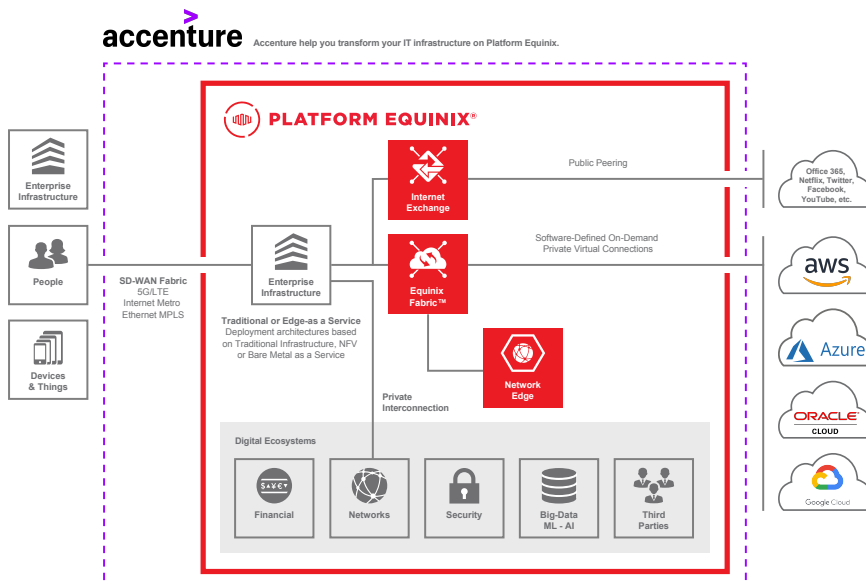 accenture
Accenture help you transform your IT infrastructure on Platform Equinix.
PLATFORM EQUINIX®
Enterprise
Infrastructure
People
Devices
& Things
SD-WAN Fabric
5G/LTE
Internet Metro
Ethernet MPLS
Enterprise
Infrastructure
Traditional or Edge-as a Service
Deployment architectures based
on Traditional Infrastructure, NFV
or Bare Metal as a Service
Internet
Exchange
Equinix
Fabric™
Network
Edge
Private
Interconnection
Public Peering
Software-Defined On-Demand
Private Virtual Connections
Digital Ecosystems
$ ¥ € ▾
Financial
Networks
Security
Big-Data
ML - AI
Third
Parties
Office 365,
Netflix, Twitter,
Facebook,
YouTube, etc.
aws
Azure
ORACLE®
CLOUD
Google Cloud